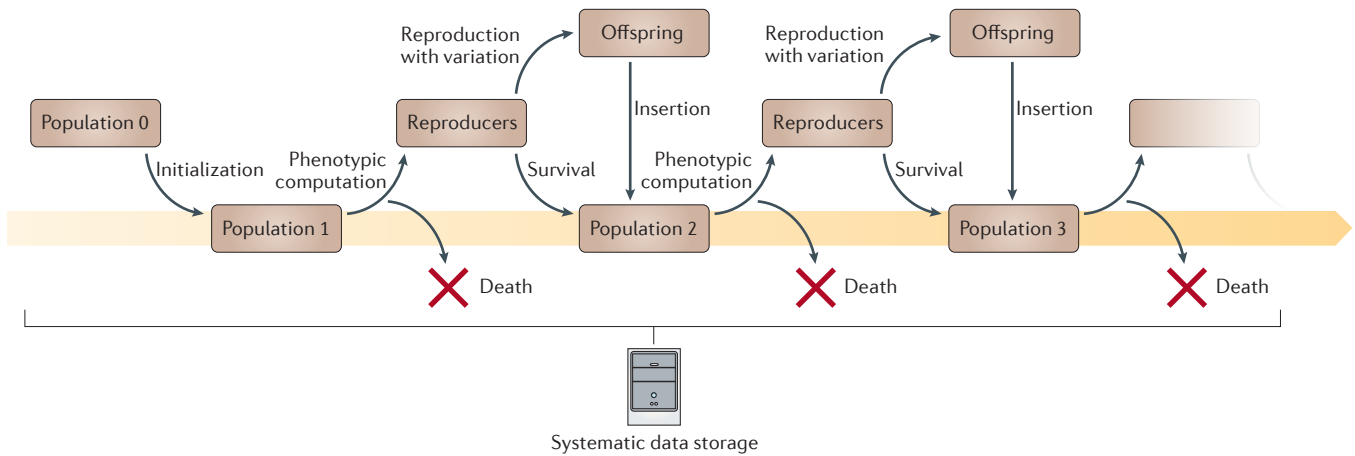 Reproduction
with variation
Offspring
Reproduction
with variation
Offspring
Population 0
Reproducers
Insertion
Reproducers
Insertion
Initialization
Phenotypic
computation
Survival
Phenotypic
computation
Survival
Population 1
Population 2
Population 3
Death
Death
Death
Systematic data storage